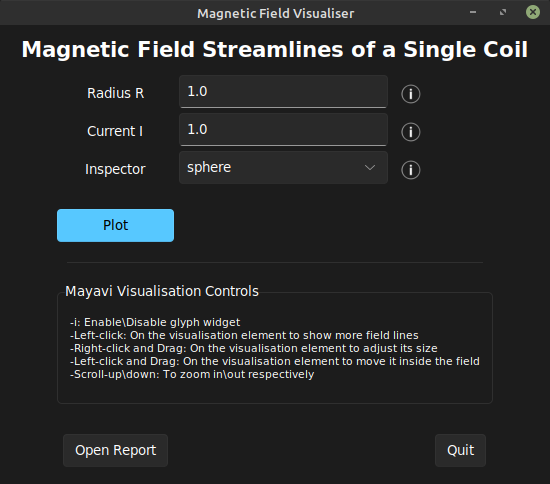 Magnetic Field Visualiser
Magnetic Field Streamlines of a Single Coil
Radius R 1.0
Current I 1.0
Inspector sphere
Plot
Mayavi Visualisation Controls
-i: Enable\Disable glyph widget
-Left-click: On the visualisation element to show more field lines
-Right-click and Drag: On the visualisation element to adjust its size
-Left-click and Drag: On the visualisation element to move it inside the field
-Scroll-up\down: To zoom in\out respectively
Open Report Quit